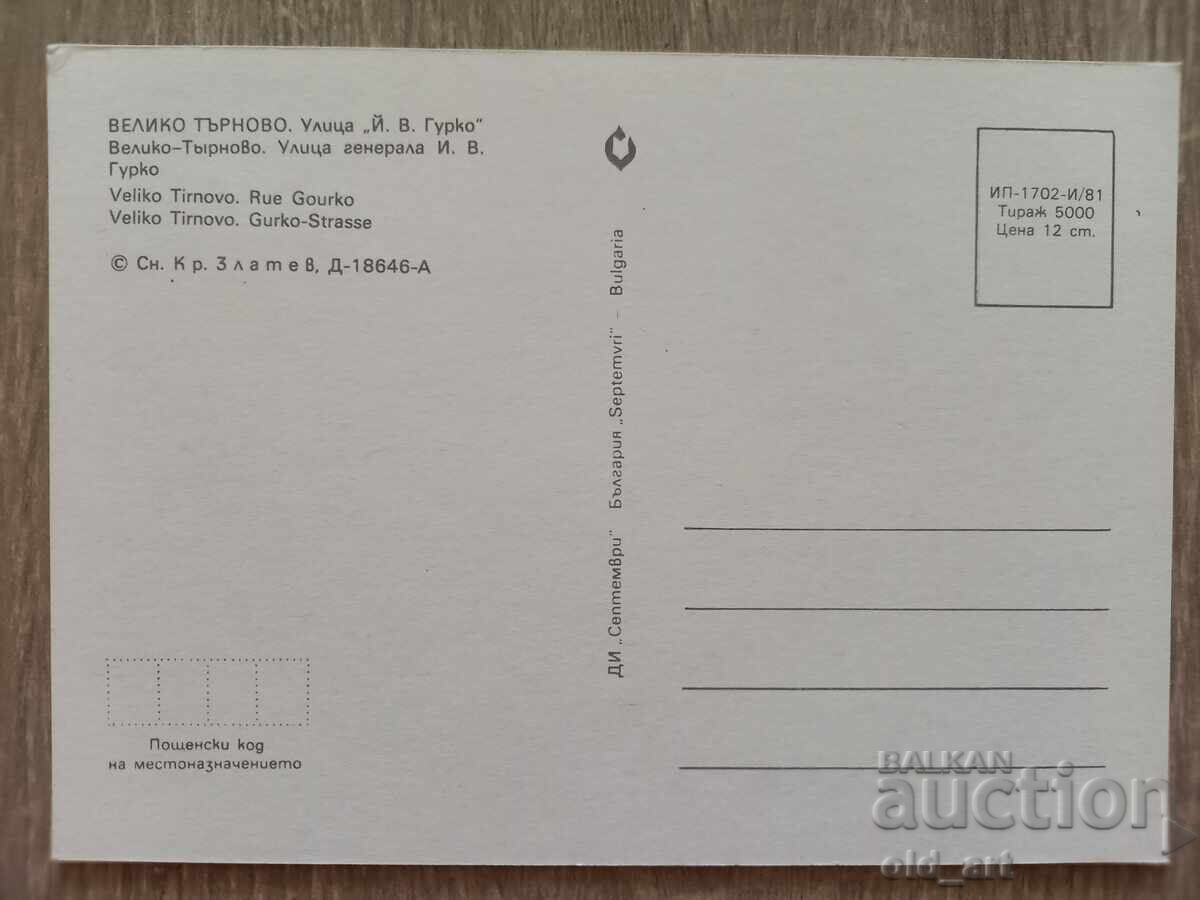 ВЕЛИКО ТЪРНОВО. Улица „Й. В. Гурко"
Велико-Тырново. Улица генерала И. В.
Гурко
Veliko Tirnovo. Rue Gourko
Veliko Tirnovo. Gurko-Strasse
© Сн. Кр. Златев, Д-18646-А
ДИ „Септември" България „Septemvri" - Bulgaria
ИП-1702-И/81
Тираж 5000
Цена 12 ст.
Пощенски код
на местоназначението
BALKAN
auction
old_art